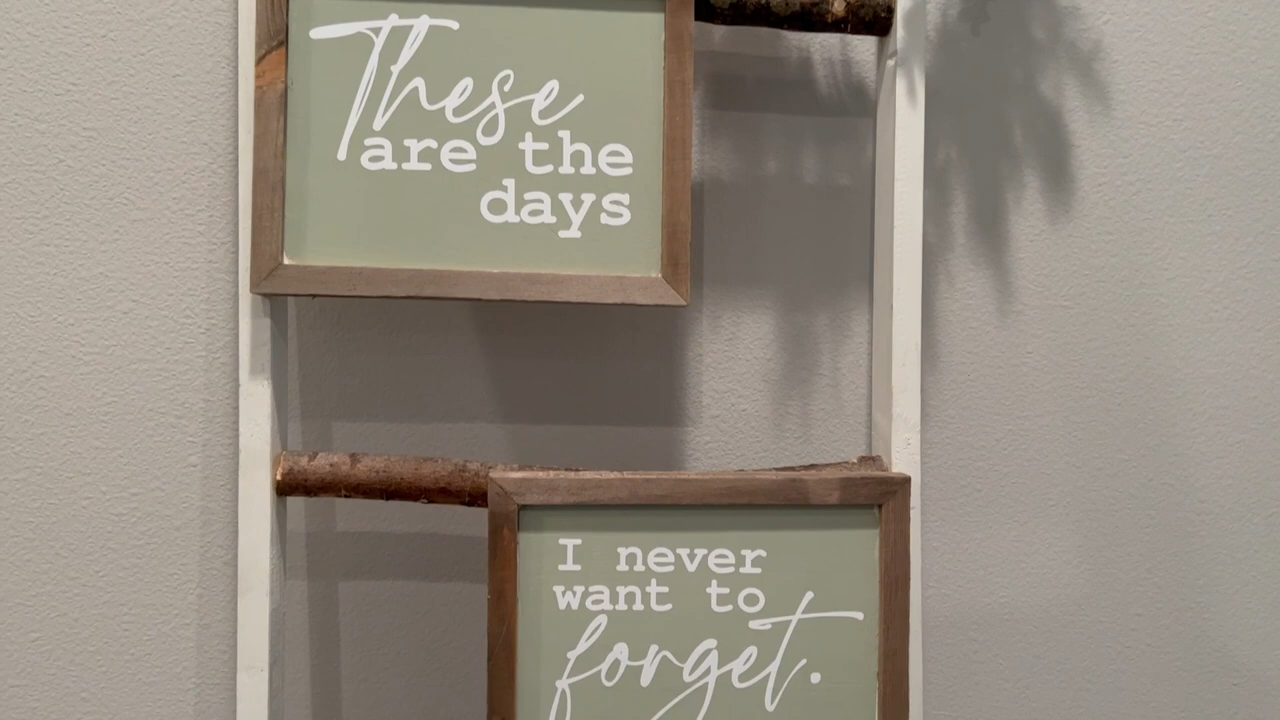 These
are the
days
I never
want to
forget.